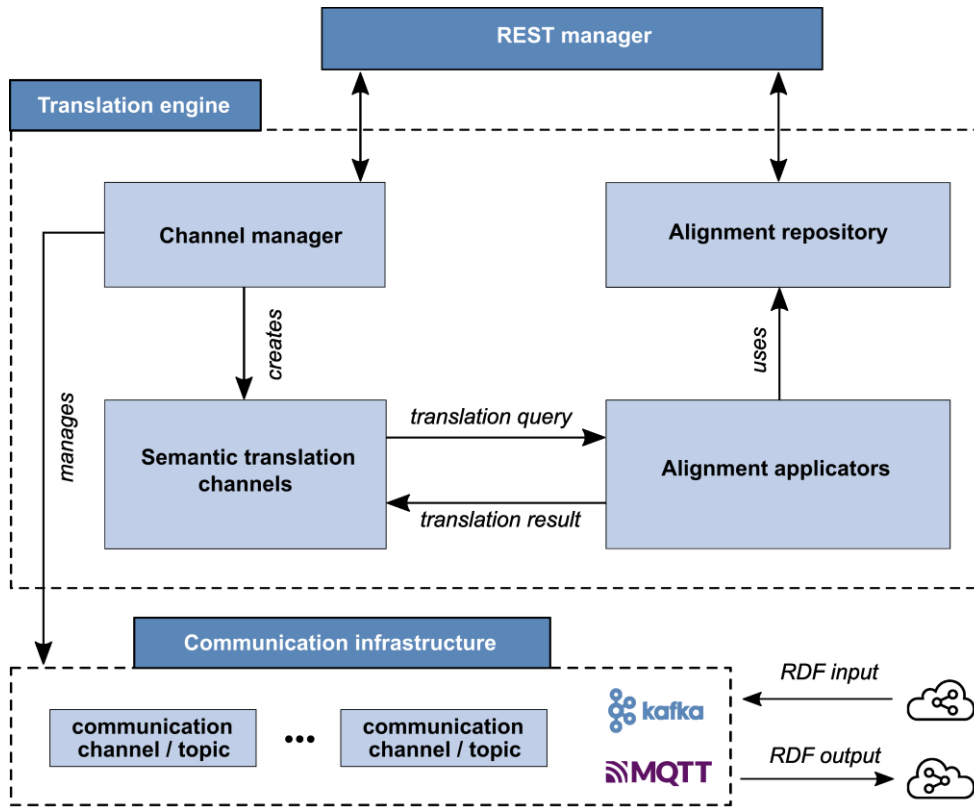 REST manager
Translation engine
Channel manager
Alignment repository
creates
uses
manages
Semantic translation
channels
translation query
translation result
Alignment applicators
Communication infrastructure
communication
channel / topic
•••
communication
channel / topic
kafka
MQTT
RDF input
RDF output